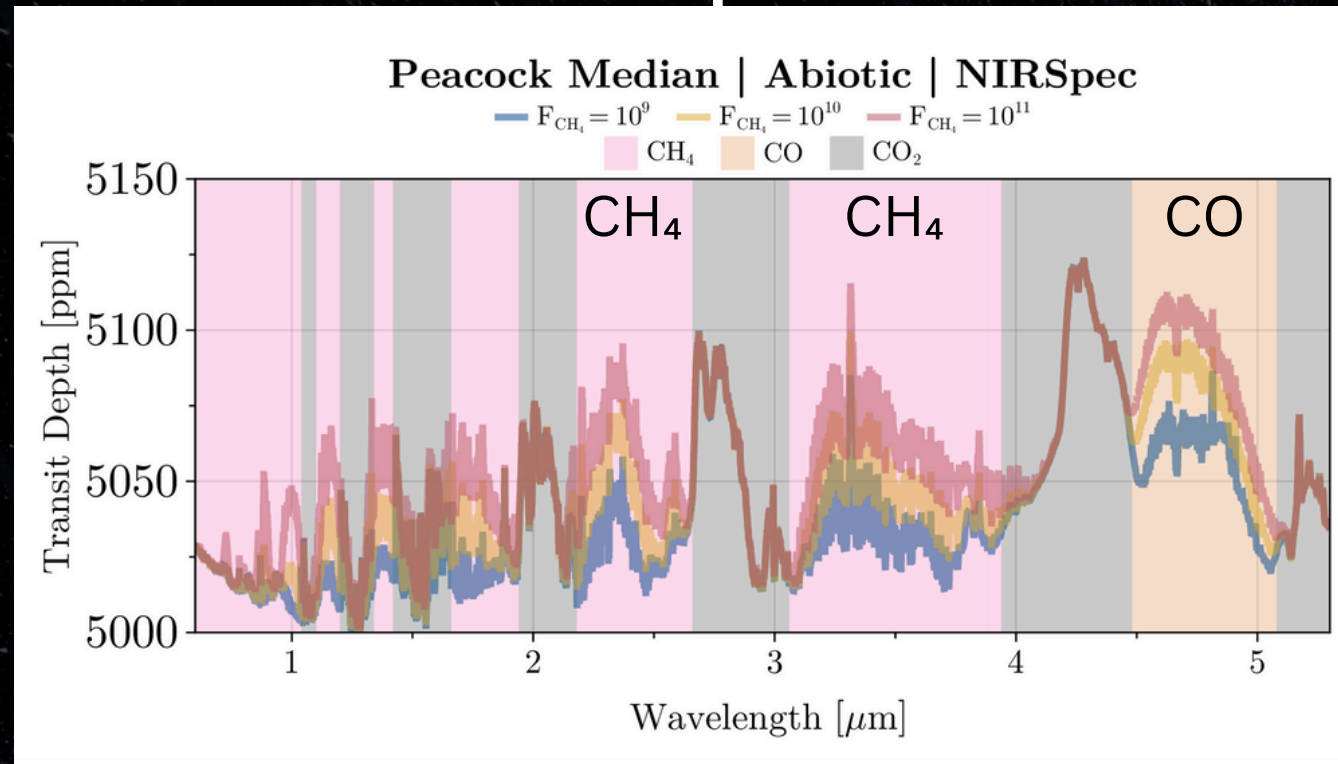 Peacock Median | Abiotic | NIRSpec
F_CH₄ = 10⁹ F_CH₄ = 10¹⁰ F_CH₄ = 10¹¹
CH₄ CO CO₂
5150
CH₄ CH₄ CO
5100
5050
5000
Transit Depth [ppm]
1 2 3 4 5
Wavelength [μm]